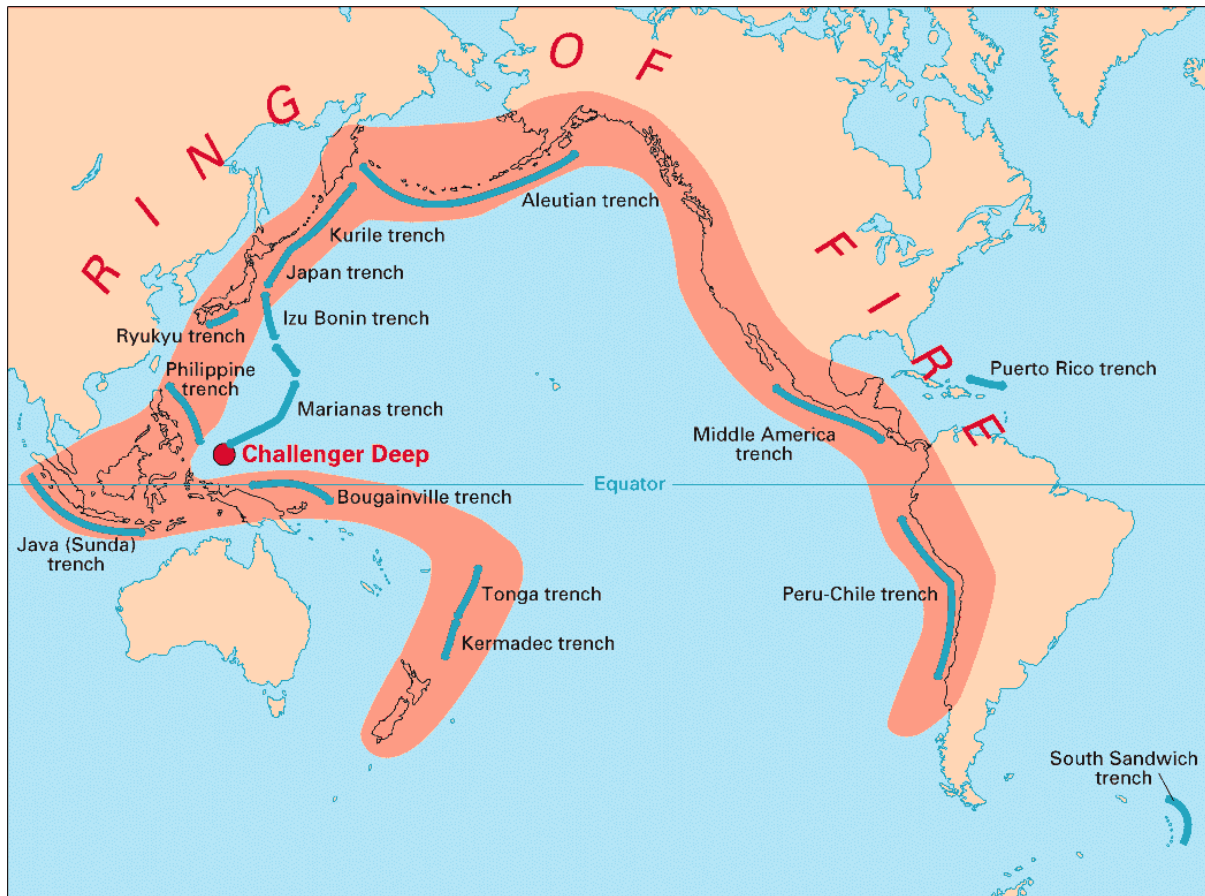 RING OF FIRE
Aleutian trench
Kurile trench
Japan trench
Izu Bonin trench
Ryukyu trench
Philippine
trench
Marianas trench
Challenger Deep
Puerto Rico trench
Middle America
trench
Equator
Bougainville trench
Java (Sunda)
trench
Tonga trench
Peru-Chile trench
Kermadec trench
South Sandwich
trench